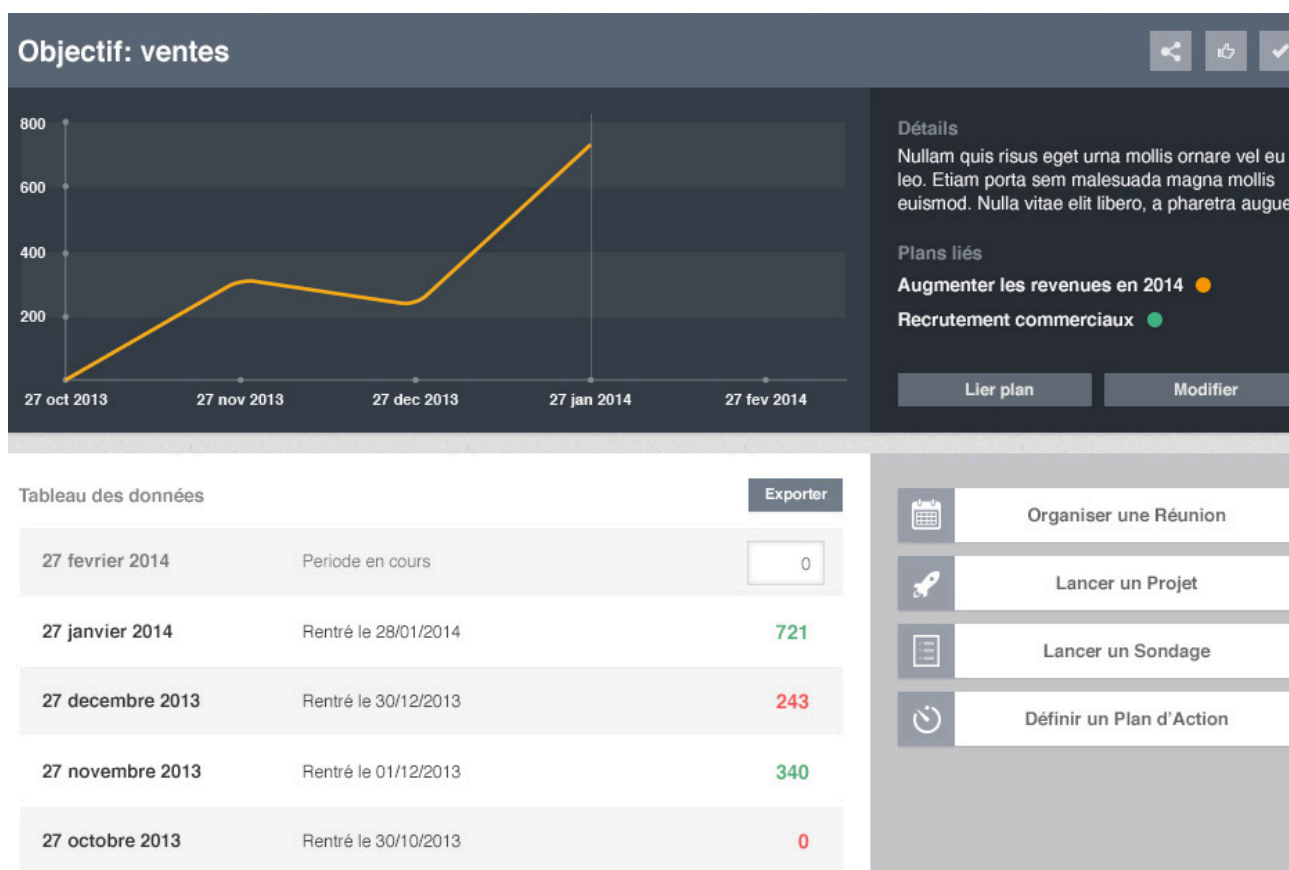 Objectif: ventes
800
600
400
200
27 oct 2013
27 nov 2013
27 dec 2013
27 jan 2014
27 fev 2014
Détails
Nullam quis risus eget urna mollis ornare vel eu
leo. Etiam porta sem malesuada magna mollis
euismod. Nulla vitae elit libero, a pharetra augue
Plans liés
Augmenter les revenues en 2014
Recrutement commerciaux
Lier plan
Modifier
Tableau des données
Exporter
27 fevrier 2014 Periode en cours 0
27 janvier 2014 Rentré le 28/01/2014 721
27 decembre 2013 Rentré le 30/12/2013 243
27 novembre 2013 Rentré le 01/12/2013 340
27 octobre 2013 Rentré le 30/10/2013 0
Organiser une Réunion
Lancer un Projet
Lancer un Sondage
Définir un Plan d’Action